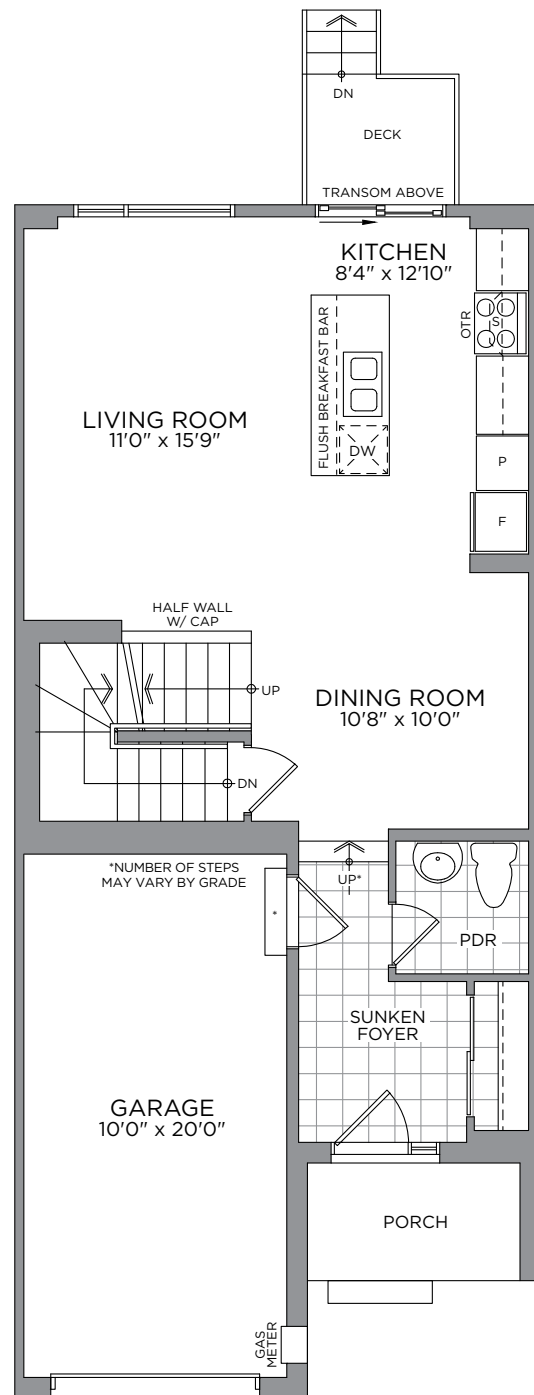 DN
DECK
TRANSOM ABOVE
KITCHEN
8'4" x 12'10"
OTR
S
FLUSH BREAKFAST BAR
LIVING ROOM
11'0" x 15'9"
DW
P
F
HALF WALL
W/ CAP
UP
DINING ROOM
10'8" x 10'0"
DN
*NUMBER OF STEPS
MAY VARY BY GRADE
UP*
*
PDR
SUNKEN
FOYER
GARAGE
10'0" x 20'0"
PORCH
GAS
METER